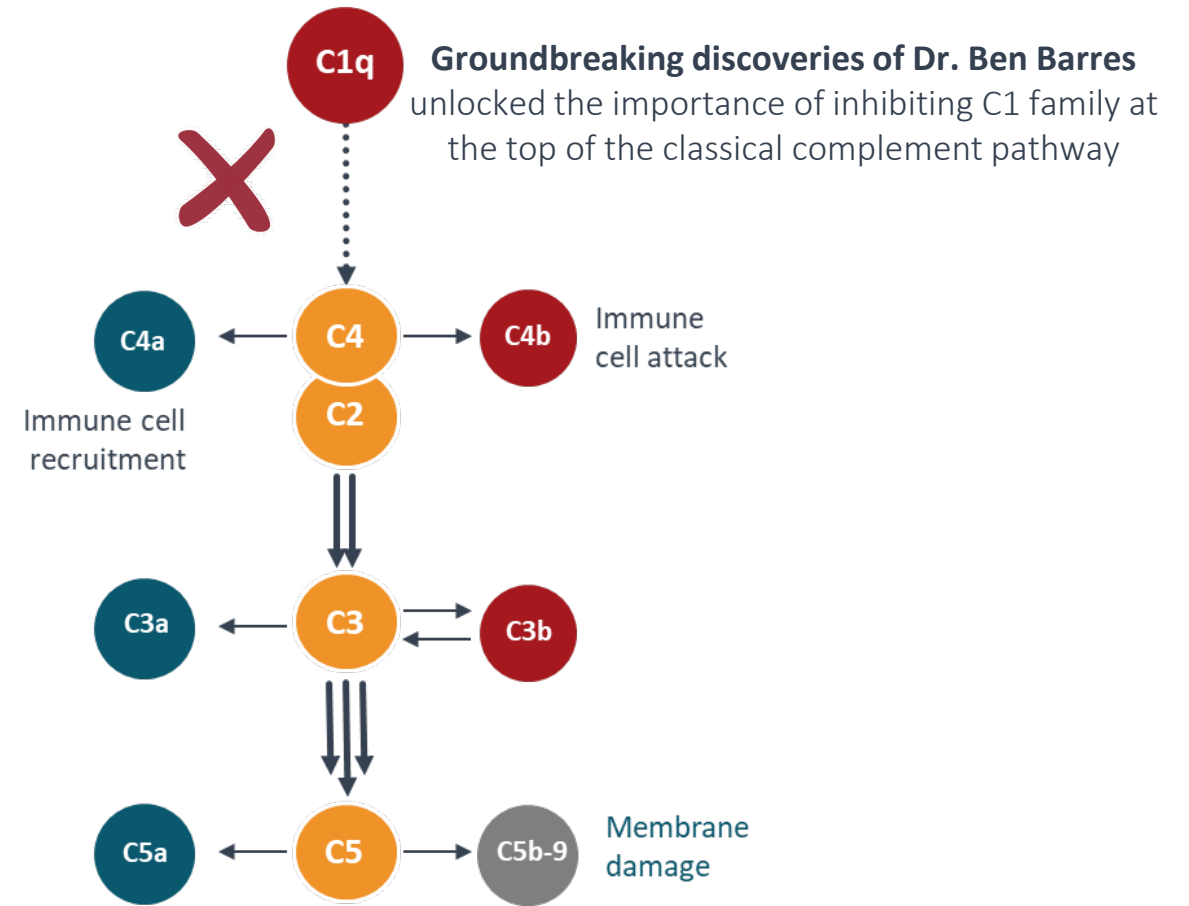 C1q
Groundbreaking discoveries of Dr. Ben Barres
unlocked the importance of inhibiting C1 family at
the top of the classical complement pathway
C4a
C4
C4b
Immune
cell attack
C2
Immune cell
recruitment
C3a
C3
C3b
C5a
C5
C5b-9
Membrane
damage